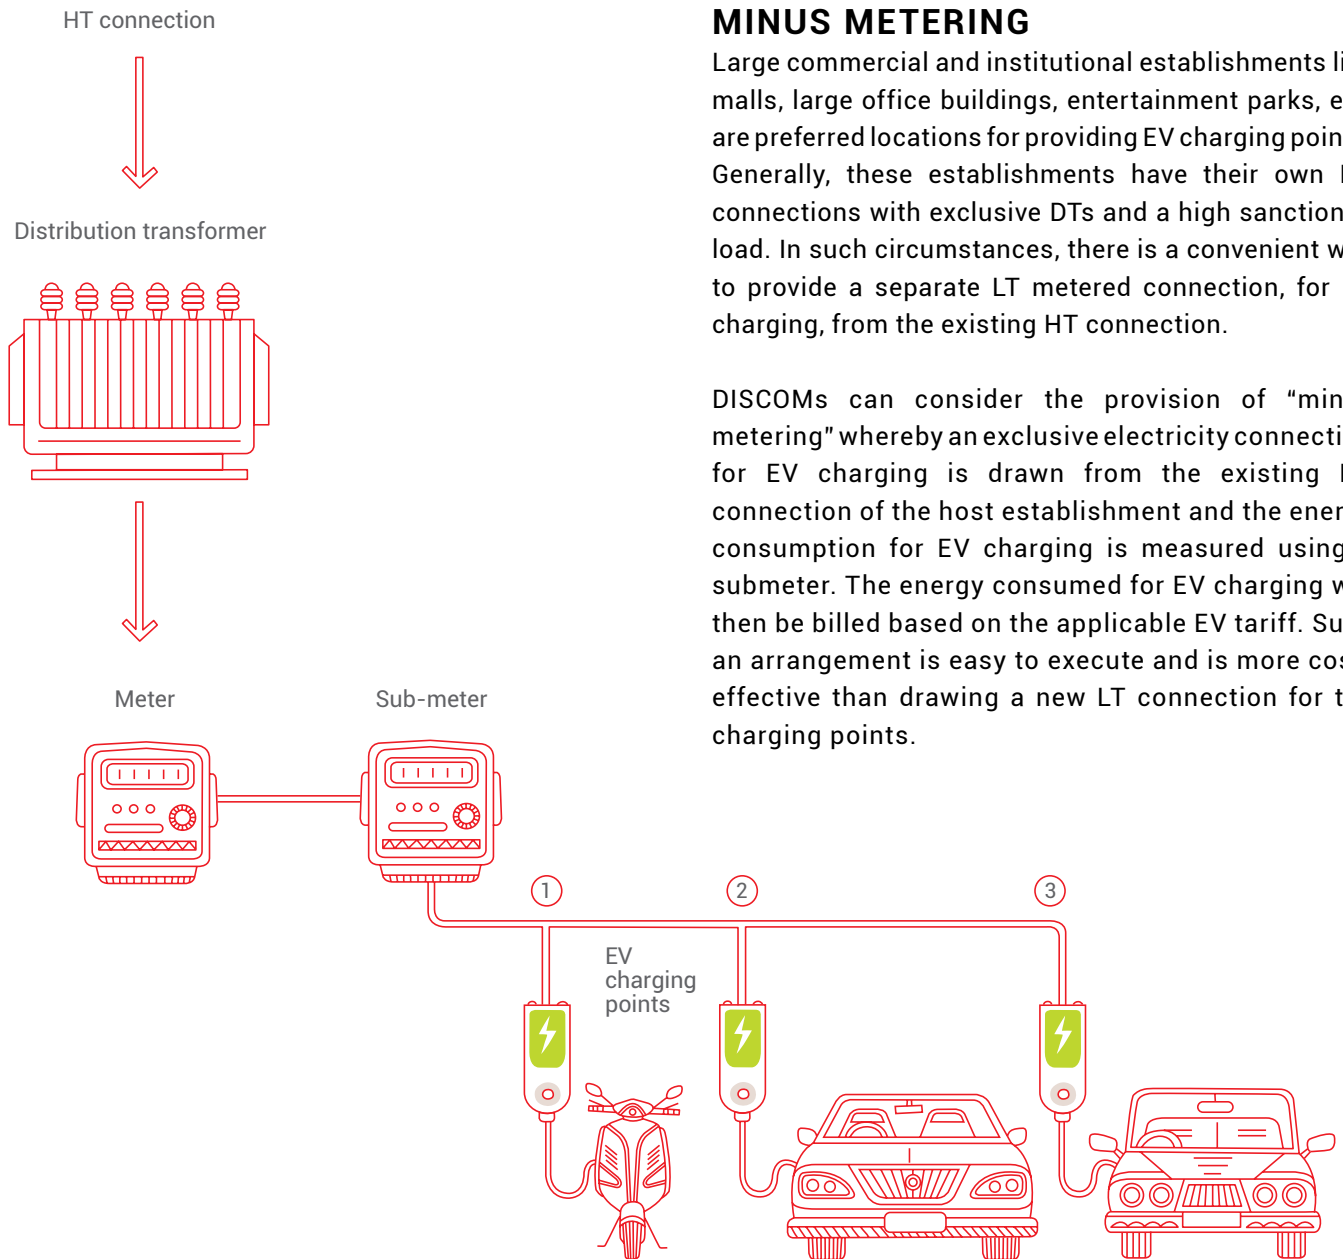 HT connection
Distribution transformer
Meter
Sub-meter
MINUS METERING
Large commercial and institutional establishments li
malls, large office buildings, entertainment parks, e
are preferred locations for providing EV charging poin
Generally, these establishments have their own
connections with exclusive DTs and a high sanction
load. In such circumstances, there is a convenient w
to provide a separate LT metered connection, for
charging, from the existing HT connection.
DISCOMs can consider the provision of “min
metering” whereby an exclusive electricity connecti
for EV charging is drawn from the existing
connection of the host establishment and the ener
consumption for EV charging is measured using
submeter. The energy consumed for EV charging w
then be billed based on the applicable EV tariff. Su
an arrangement is easy to execute and is more cos
effective than drawing a new LT connection for t
charging points.
1
2
3
EV
charging
points